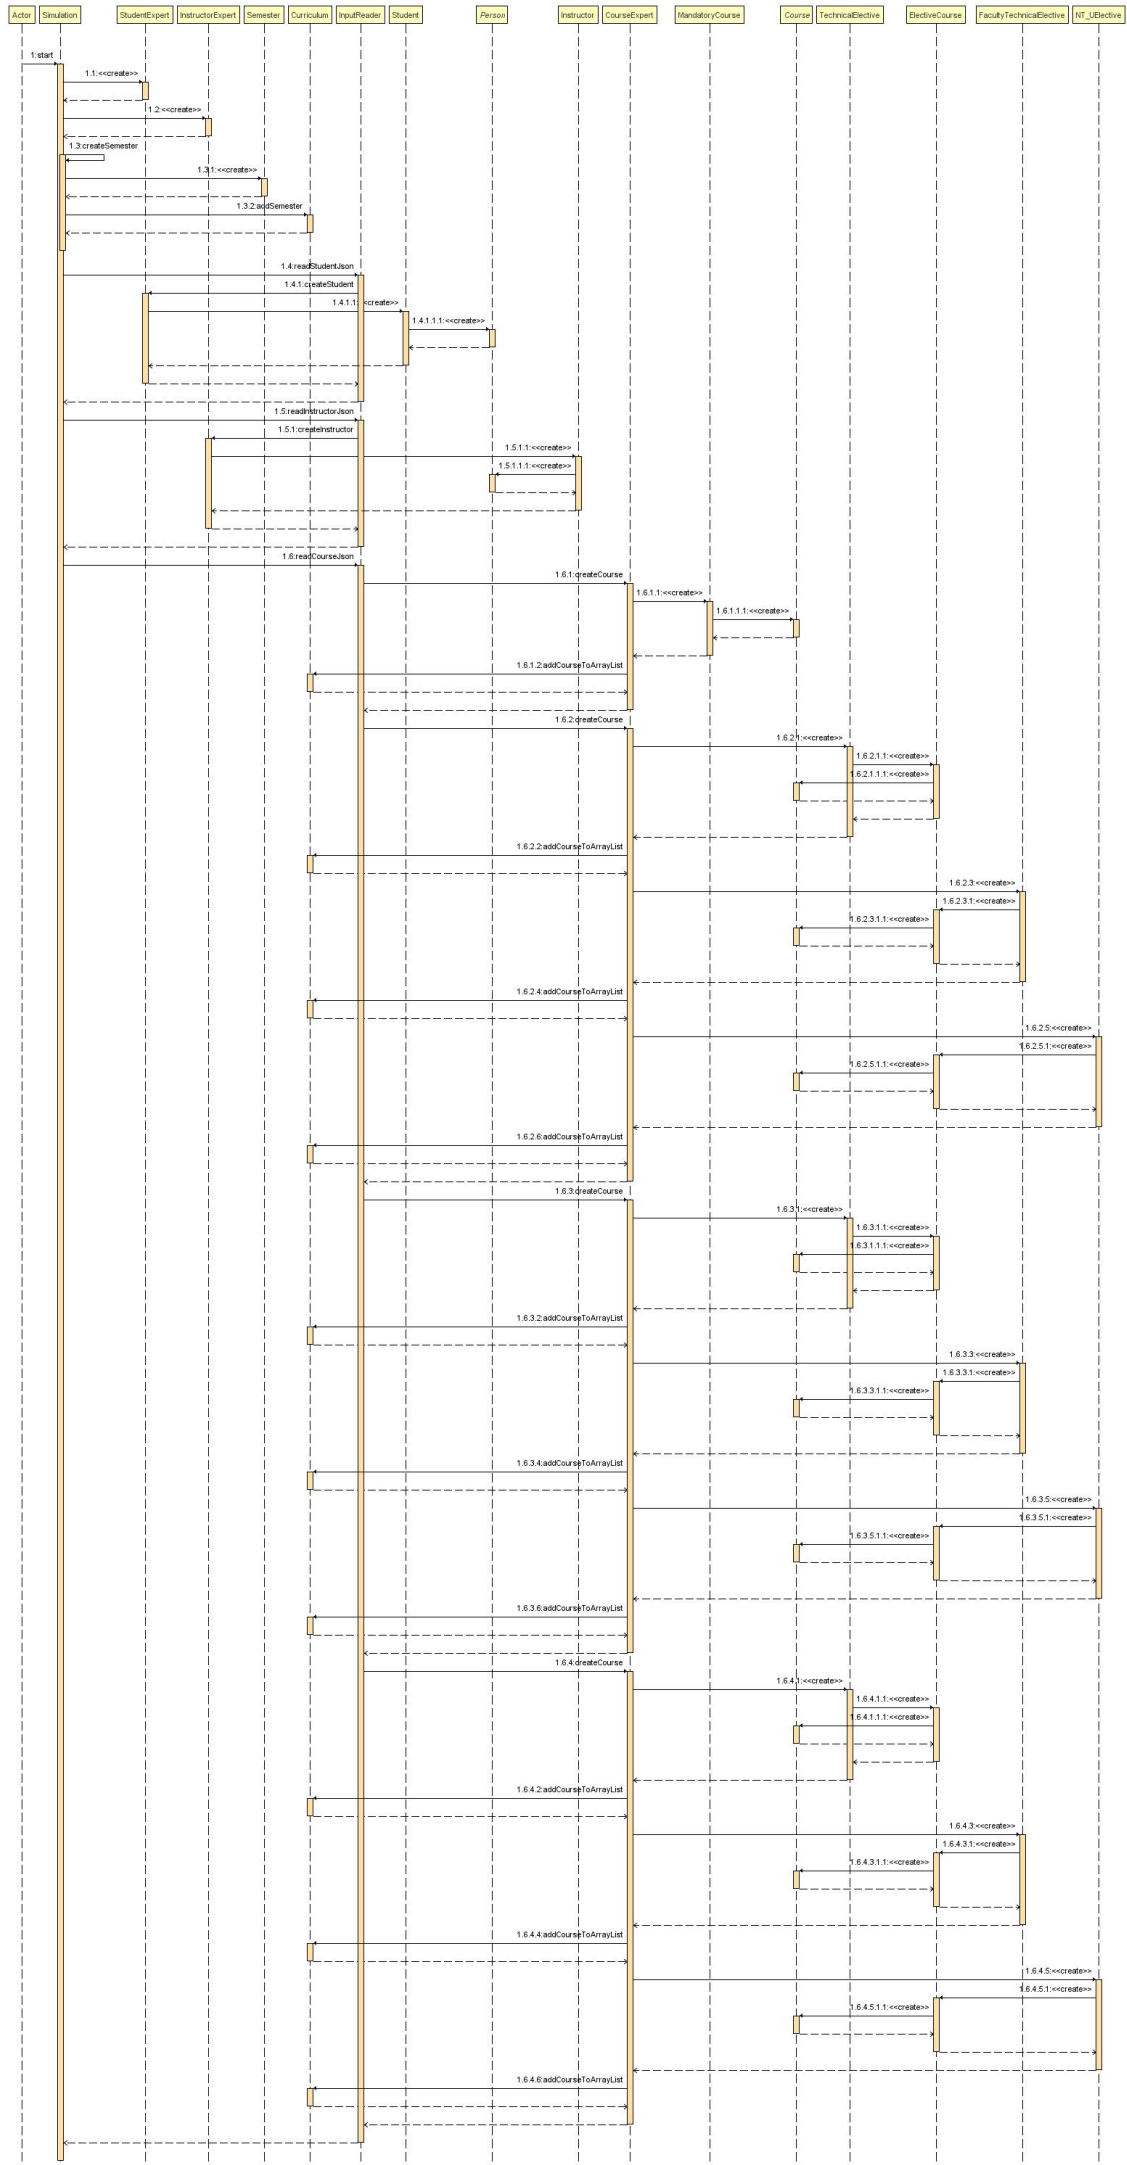 Actor Simulation StudentExpert InstructorExpert Semester Curriculum InputReader Student Person Instructor CourseExpert MandatoryCourse Course TechnicalElective ElectiveCourse FacultyTechnicalElective NT_UElective
1:start
1.1:<<create>>
1.2:<<create>>
1.3:createSemester
1.3.1:<<create>>
1.3.2:addSemester
1.4:readStudentJson
1.4.1:createStudent
1.4.1.1:<<create>>
1.4.1.1.1:<<create>>
1.5:readInstructorJson
1.5.1:createInstructor
1.5.1.1:<<create>>
1.5.1.1.1:<<create>>
1.6:readCourseJson
1.6.1:createCourse
1.6.1.1:<<create>>
1.6.1.1.1:<<create>>
1.6.1.2:addCourseToArrayList
1.6.2:createCourse
1.6.2.1:<<create>>
1.6.2.1.1:<<create>>
1.6.2.1.1.1:<<create>>
1.6.2.2:addCourseToArrayList
1.6.2.3:<<create>>
1.6.2.3.1:<<create>>
1.6.2.3.1.1:<<create>>
1.6.2.4:addCourseToArrayList
1.6.2.5:<<create>>
1.6.2.5.1:<<create>>
1.6.2.5.1.1:<<create>>
1.6.2.6:addCourseToArrayList
1.6.3:createCourse
1.6.3.1:<<create>>
1.6.3.1.1:<<create>>
1.6.3.1.1.1:<<create>>
1.6.3.2:addCourseToArrayList
1.6.3.3:<<create>>
1.6.3.3.1:<<create>>
1.6.3.3.1.1:<<create>>
1.6.3.4:addCourseToArrayList
1.6.3.5:<<create>>
1.6.3.5.1:<<create>>
1.6.3.5.1.1:<<create>>
1.6.3.6:addCourseToArrayList
1.6.4:createCourse
1.6.4.1:<<create>>
1.6.4.1.1:<<create>>
1.6.4.1.1.1:<<create>>
1.6.4.2:addCourseToArrayList
1.6.4.3:<<create>>
1.6.4.3.1:<<create>>
1.6.4.3.1.1:<<create>>
1.6.4.4:addCourseToArrayList
1.6.4.5:<<create>>
1.6.4.5.1:<<create>>
1.6.4.5.1.1:<<create>>
1.6.4.6:addCourseToArrayList